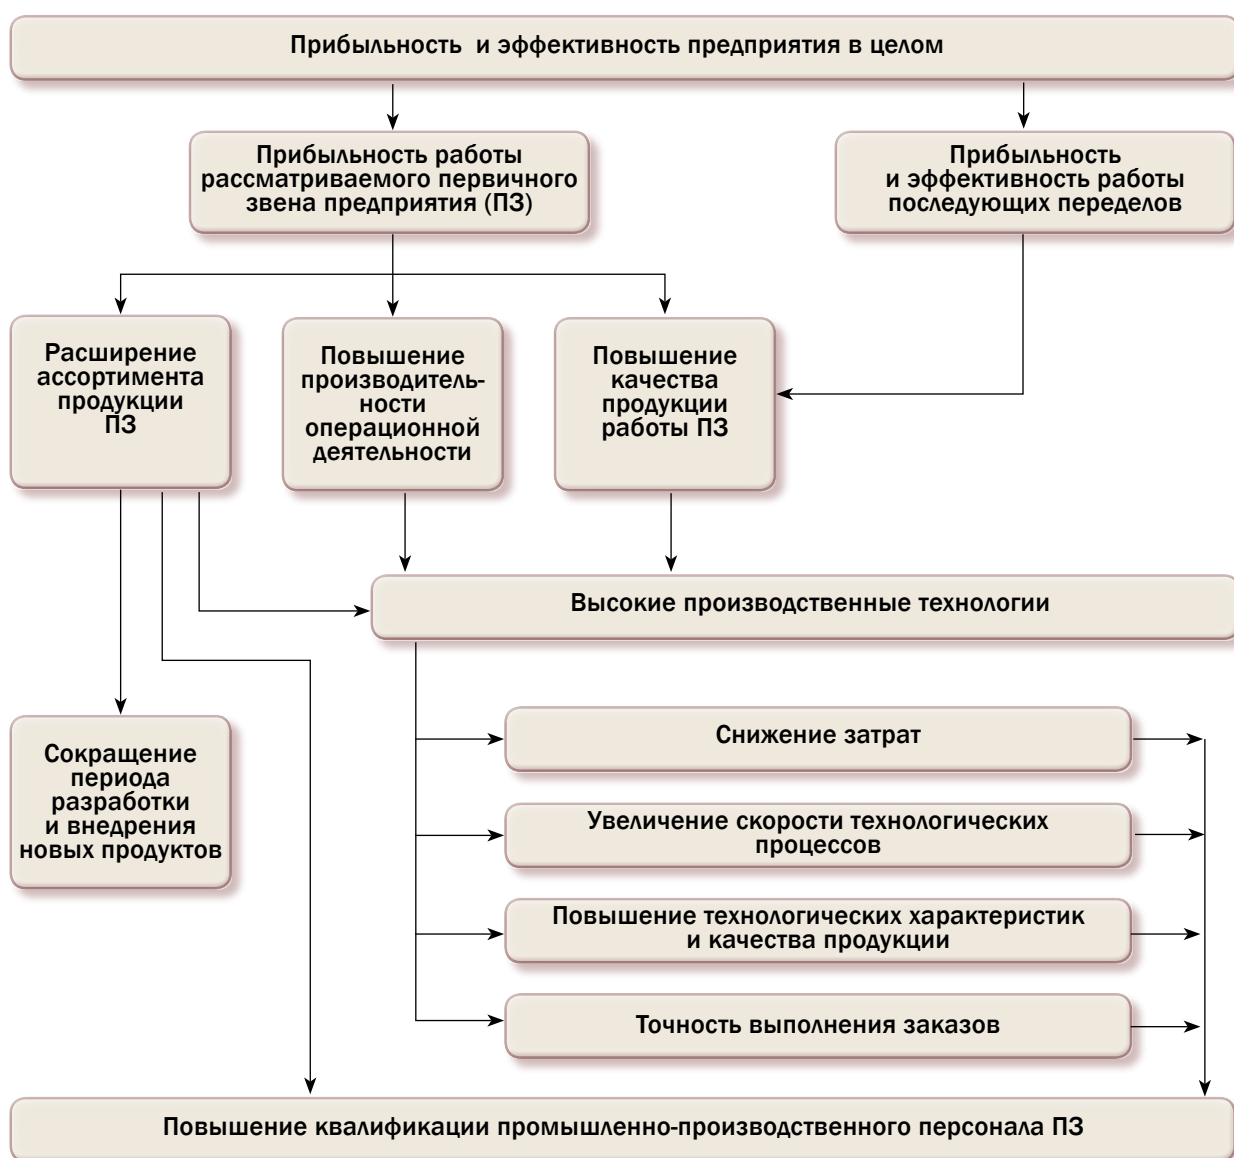 Прибыльность и эффективность предприятия в целом
Прибыльность работы
рассматриваемого первичного
звена предприятия (ПЗ)
Прибыльность
и эффективность работы
последующих переделов
Расширение
ассортимента
продукции
ПЗ
Повышение
производитель-
ности
операционной
деятельности
Повышение
качества
продукции
работы ПЗ
Высокие производственные технологии
Сокращение
периода
разработки
и внедрения
новых продуктов
Снижение затрат
Увеличение скорости технологических
процессов
Повышение технологических характеристик
и качества продукции
Точность выполнения заказов
Повышение квалификации промышленно-производственного персонала ПЗ